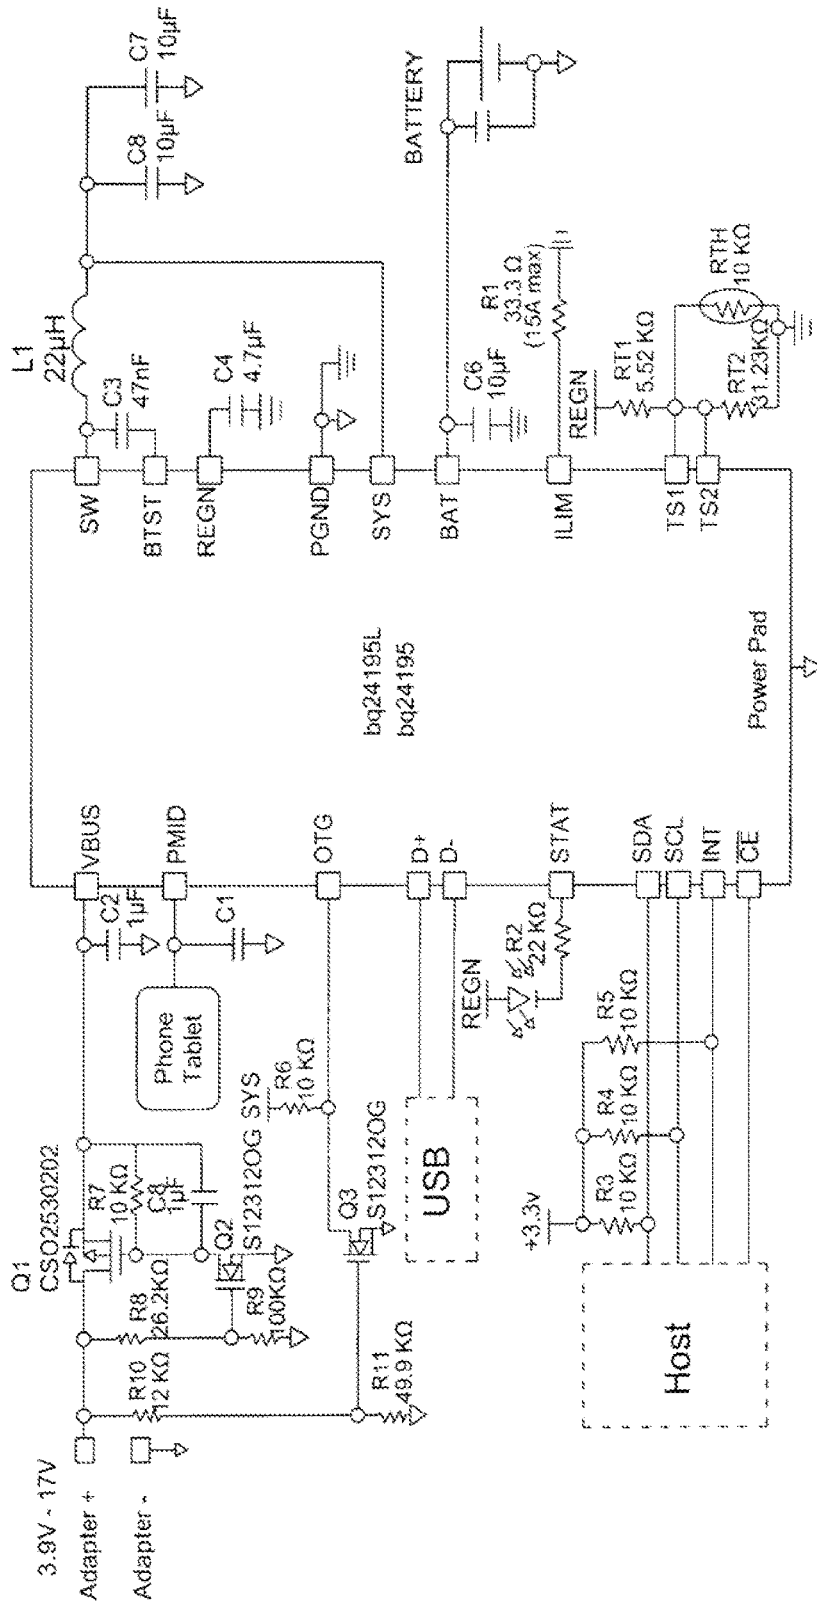 3.9V - 17V
Adapter +
Adapter -
Q1
CSO2530202
R7
10 KΩ
C8
1µF
R8
26.2KΩ
Q2
S12312OG
R9
100KΩ
R10
12 KΩ
R11
49.9 KΩ
Q3
S12312OG
SYS
R6
10 KΩ
Phone
Tablet
C2
1µF
C1
USB
REGN
R2
22 KΩ
+3.3v
R3
10 KΩ
R4
10 KΩ
R5
10 KΩ
Host
VBUS
PMID
OTG
D+
D-
STAT
SDA
SCL
INT
CE
bq24195L
bq24195
Power Pad
SW
BTST
REGN
PGND
SYS
BAT
ILIM
TS1
TS2
L1
22µH
C3
47nF
C4
4.7µF
C8
10µF
C7
10µF
C6
10µF
BATTERY
R1
33.3 Ω
(15A max)
REGN
RT1
5.52 KΩ
RT2
31.23KΩ
RTH
10 KΩ